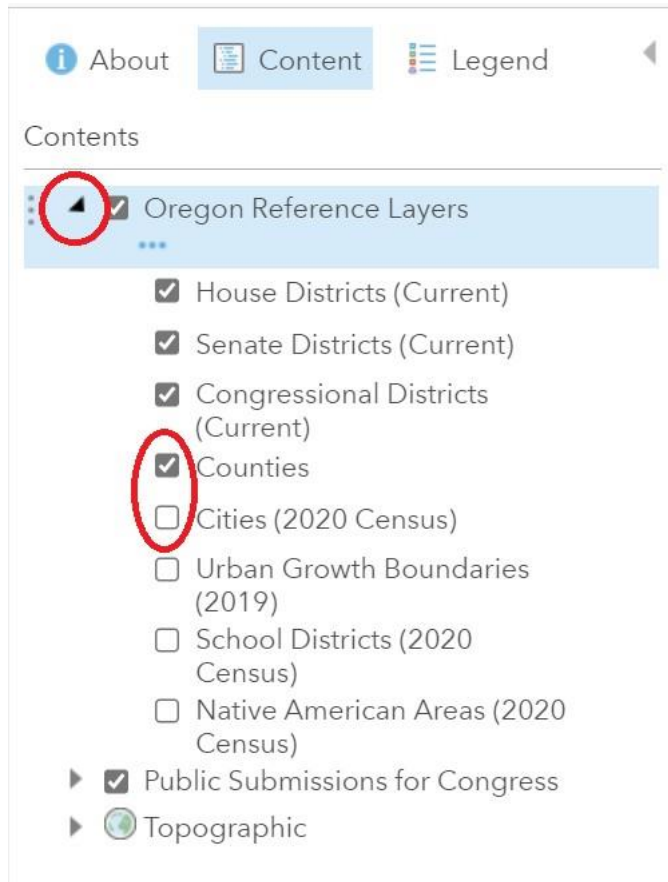 About Content Legend
Contents
Oregon Reference Layers
House Districts (Current)
Senate Districts (Current)
Congressional Districts
(Current)
Counties
Cities (2020 Census)
Urban Growth Boundaries
(2019)
School Districts (2020
Census)
Native American Areas (2020
Census)
Public Submissions for Congress
Topographic